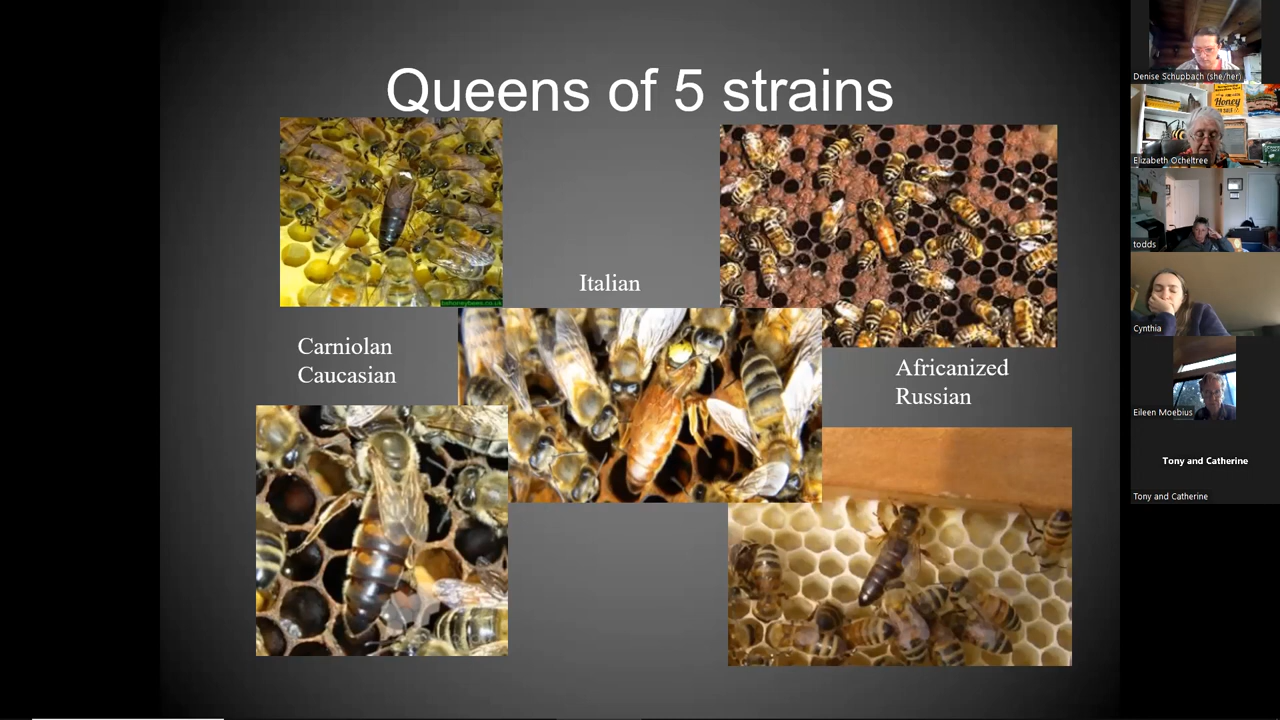 Queens of 5 strains
Italian
Carniolan
Caucasian
Africanized
Russian
Denise Schupbach (she/her)
Honey
Elizabeth Ocheltree
todds
Cynthia
Eileen Moebius
Tony and Catherine
Tony and Catherine